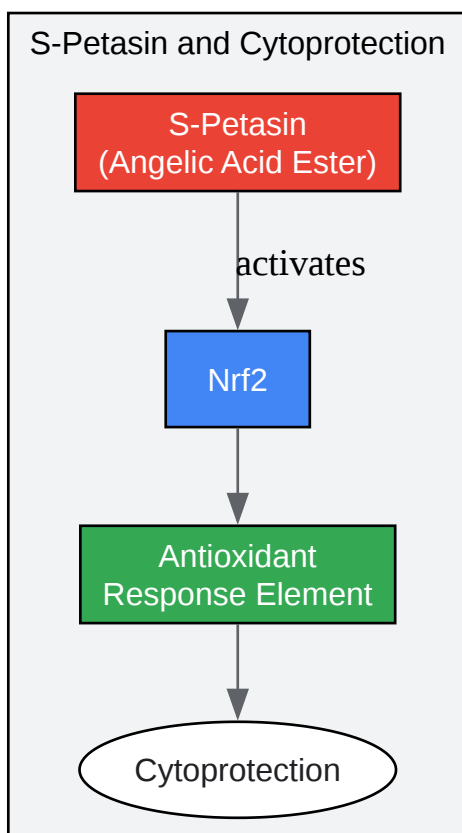 S-Petasin and Cytoprotection
S-Petasin
(Angelic Acid Ester)
activates
Nrf2
Antioxidant
Response Element
Cytoprotection